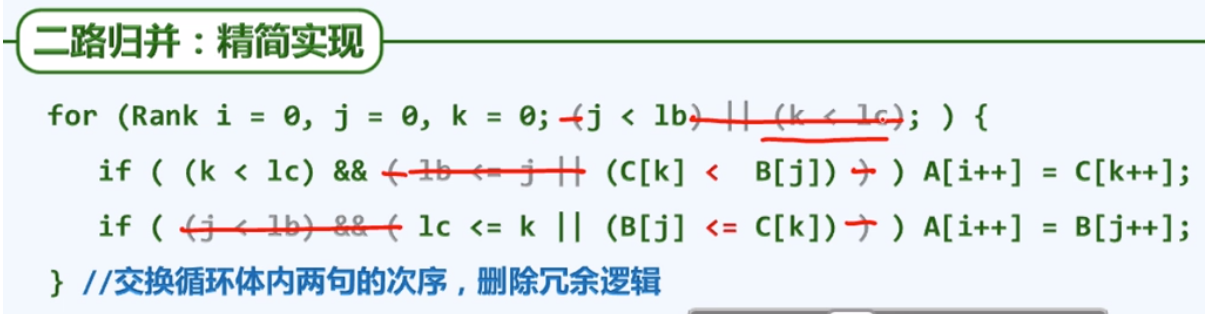 二路归并：精简实现
for (Rank i = 0, j = 0, k = 0; (j < lb) || (k < lc); ) {
if ( (k < lc) && ( lb <= j || (C[k] < B[j]) ) ) A[i++] = C[k++];
if ( (j < lb) && ( lc <= k || (B[j] <= C[k]) ) ) A[i++] = B[j++];
} //交换循环体内两句的次序，删除冗余逻辑